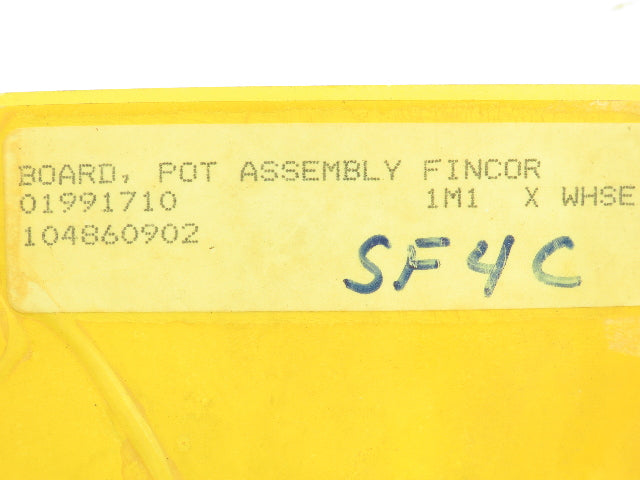 BOARD, POT ASSEMBLY FINCOR
01991710 1M1 X WHSE
104860902
SF4C